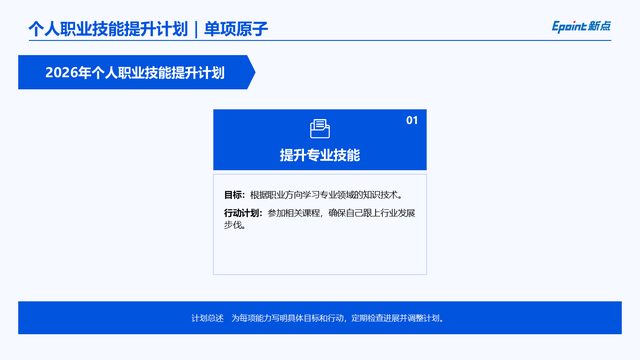 个人职业技能提升计划｜单项原子
Epoint新点
2026年个人职业技能提升计划
01
提升专业技能
目标：根据职业方向学习专业领域的知识技术。
行动计划：参加相关课程，确保自己跟上行业发展
步伐。
计划总述　为每项能力写明具体目标和行动，定期检查进展并调整计划。